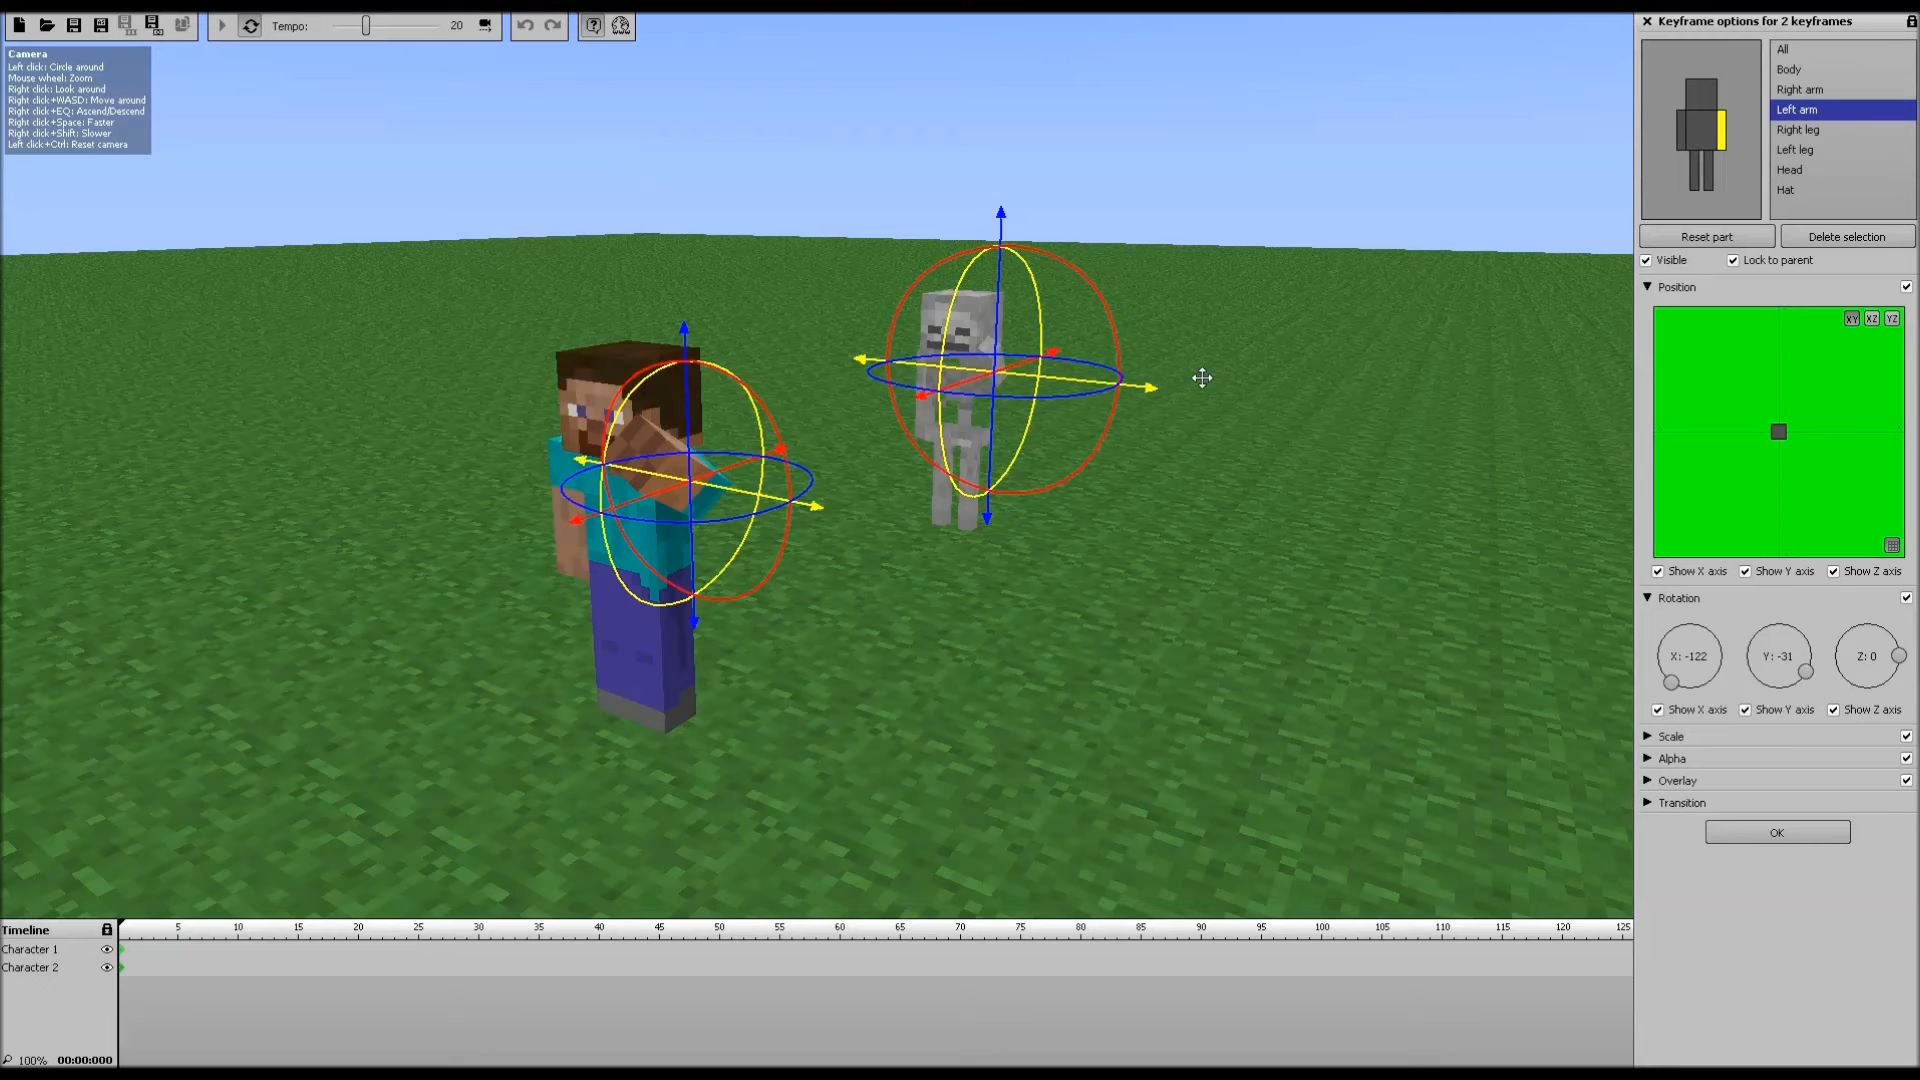 Tempo:
20
Camera
Left click: Circle around
Mouse wheel: Zoom
Right click: Look around
Right click+WASD: Move around
Right click+EQ: Ascend/Descend
Right click+Space: Faster
Right click+Shift: Slower
Left click+Ctrl: Reset camera
Keyframe options for 2 keyframes
All
Body
Right arm
Left arm
Right leg
Left leg
Head
Hat
Reset part
Delete selection
Visible
Lock to parent
Position
XY XZ YZ
Show X axis Show Y axis Show Z axis
Rotation
X: -122 Y: -31 Z: 0
Show X axis Show Y axis Show Z axis
Scale
Alpha
Overlay
Transition
OK
Timeline
5 10 15 20 25 30 35 40 45 50 55 60 65 70 75 80 85 90 95 100 105 110 115 120 125
Character 1
Character 2
100% 00:00:000